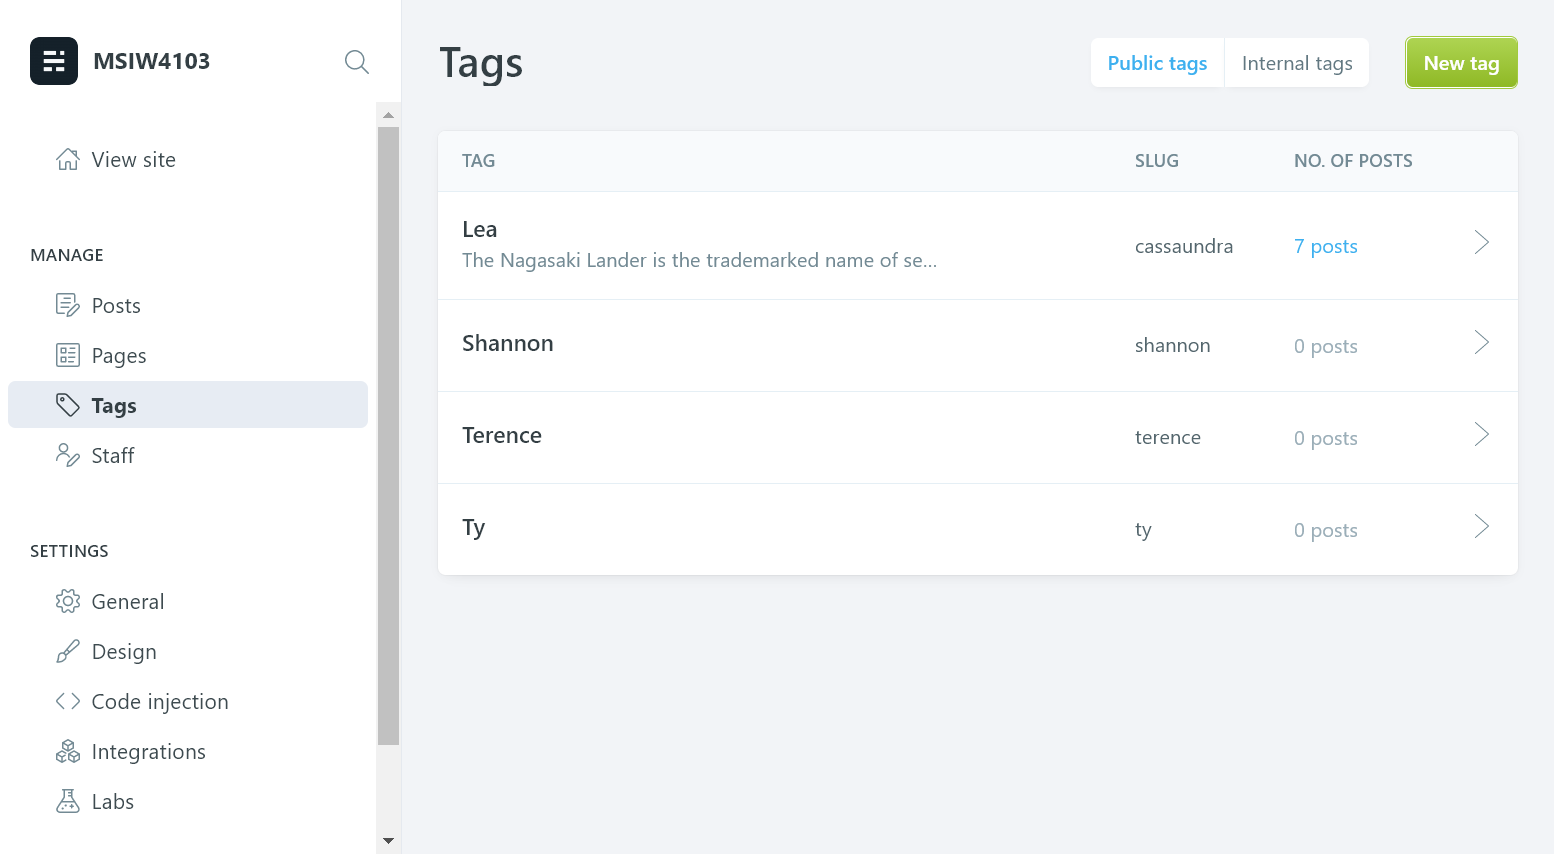 MSIW4103
View site
MANAGE
Posts
Pages
Tags
Staff
SETTINGS
General
Design
Code injection
Integrations
Labs
Tags
Public tags
Internal tags
New tag
TAG SLUG NO. OF POSTS
Lea
The Nagasaki Lander is the trademarked name of se...
cassaundra 7 posts
Shannon shannon 0 posts
Terence terence 0 posts
Ty ty 0 posts